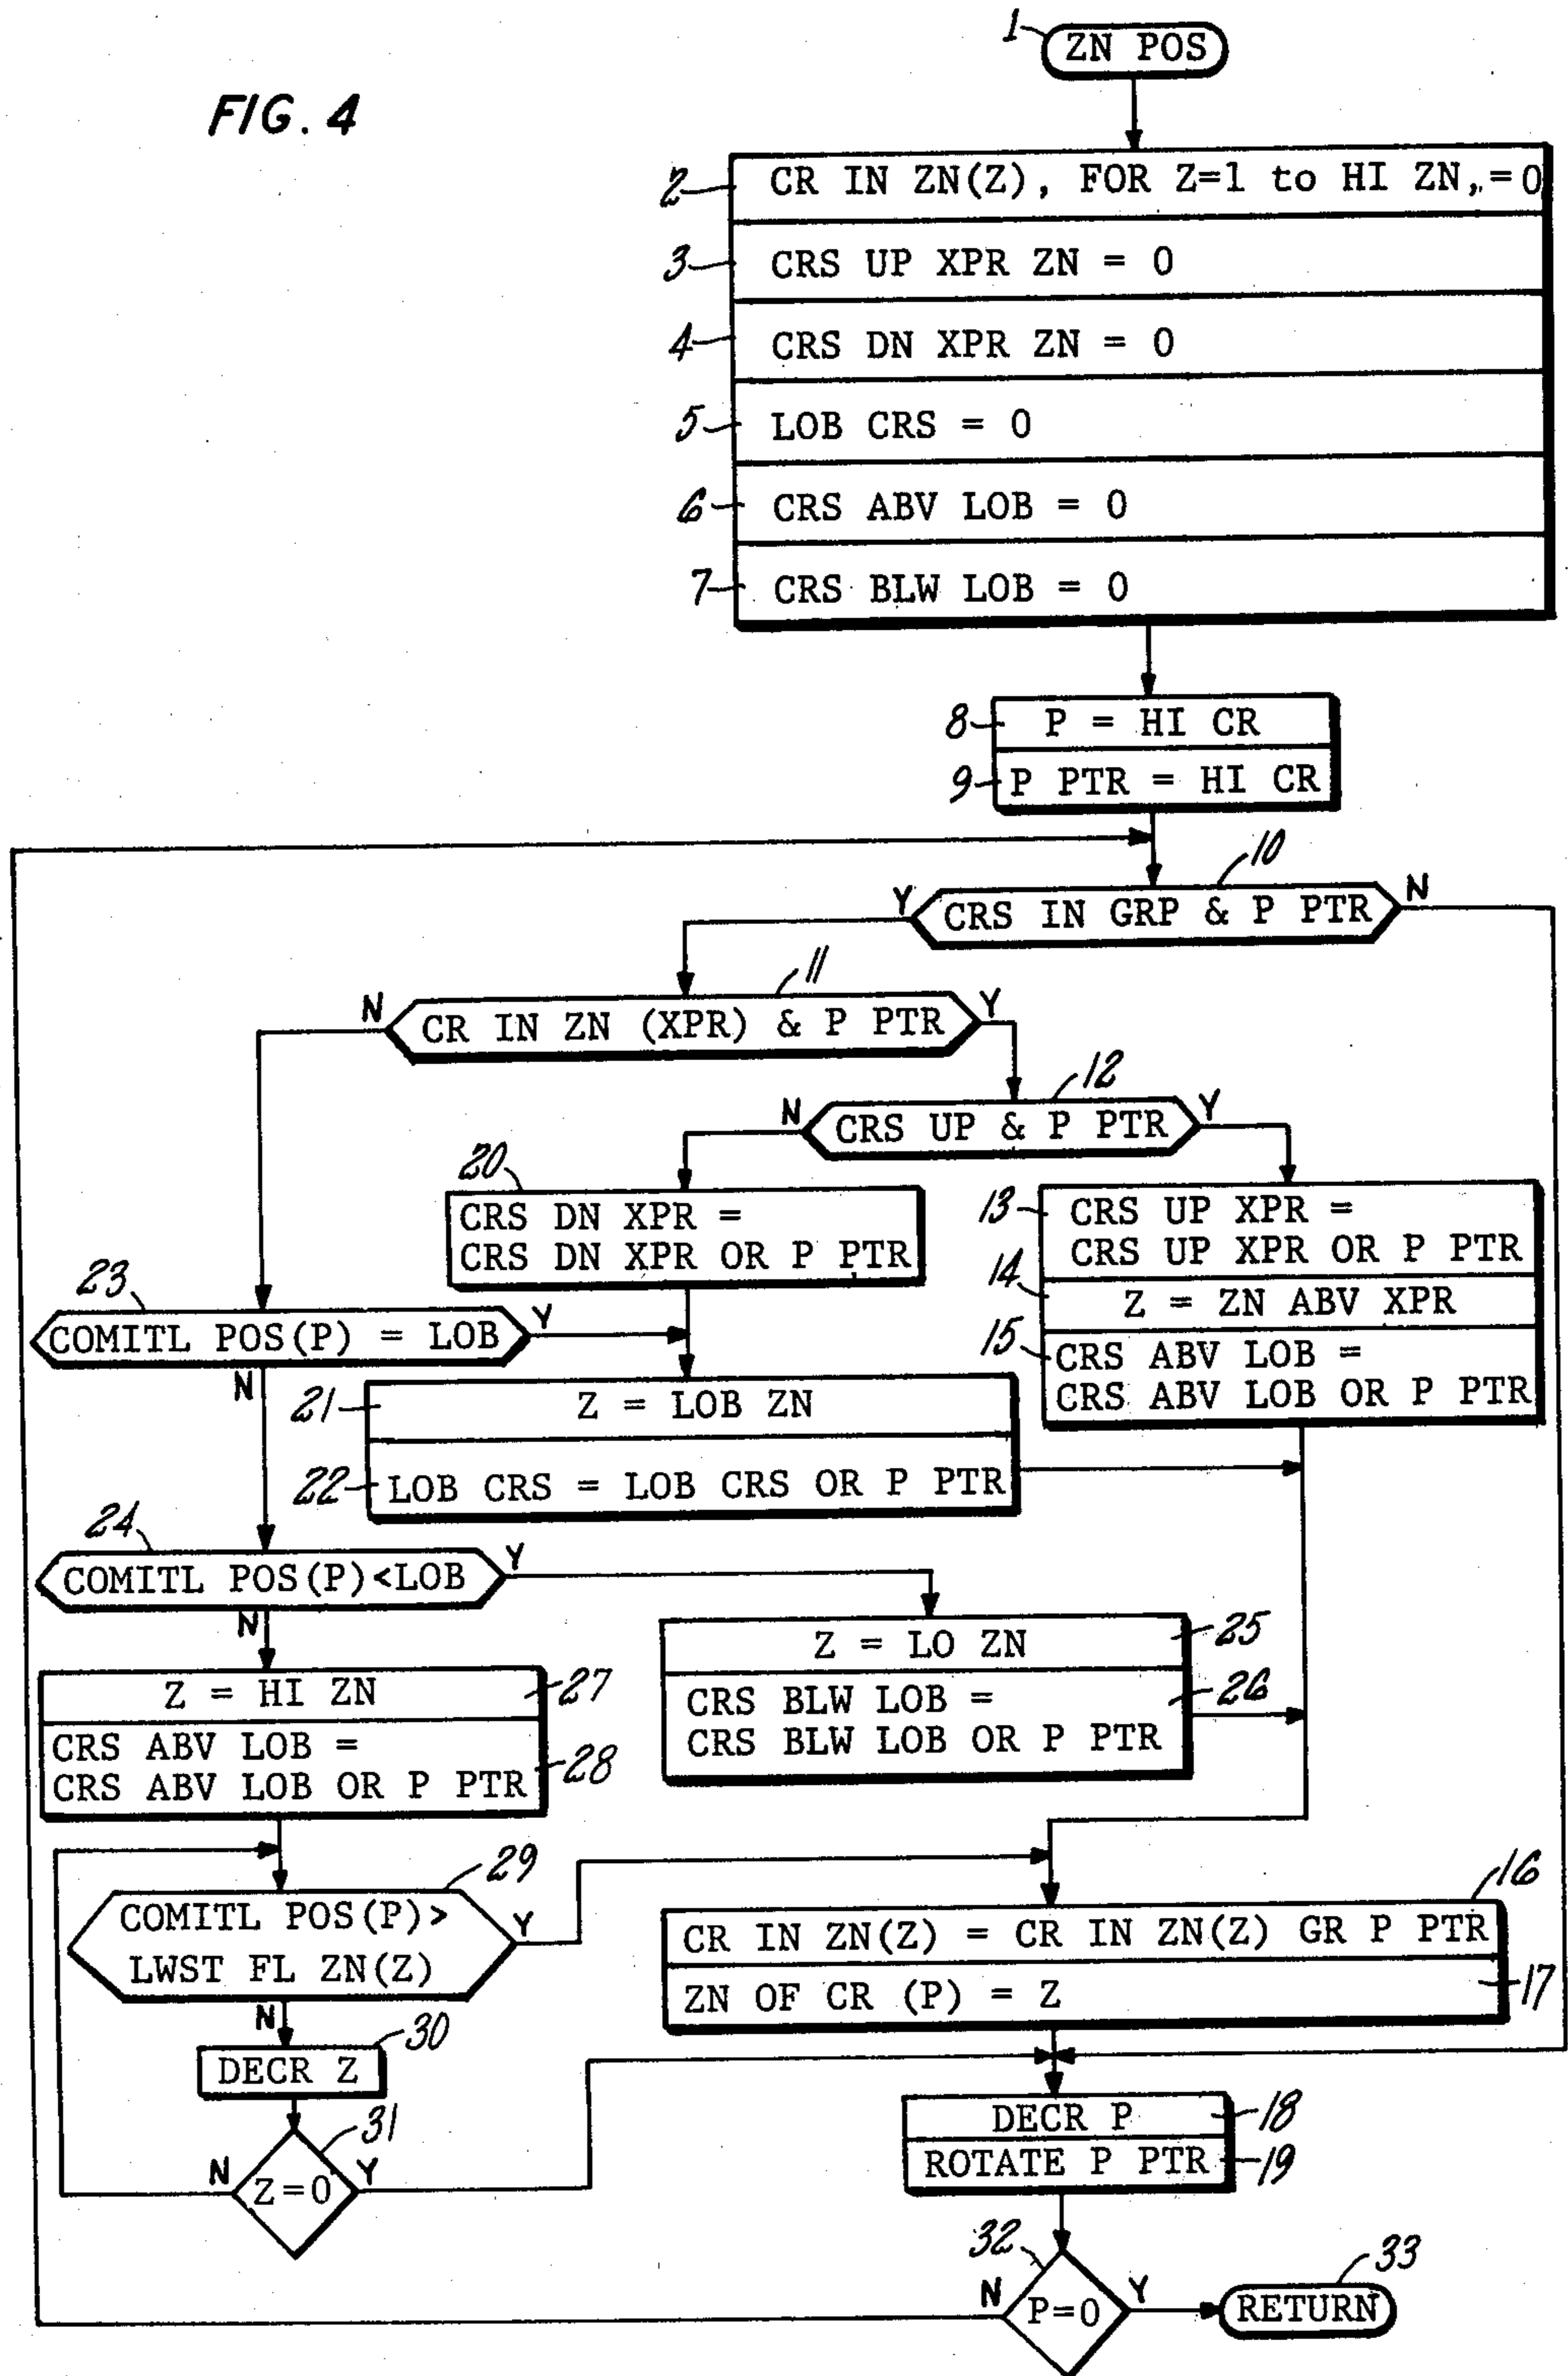 FIG. 4
1
ZN POS
2 CR IN ZN(Z), FOR Z=1 to HI ZN,=0
3 CRS UP XPR ZN = 0
4 CRS DN XPR ZN = 0
5 LOB CRS = 0
6 CRS ABV LOB = 0
7 CRS BLW LOB = 0
8 P = HI CR
9 P PTR = HI CR
10
Y CRS IN GRP & P PTR N
11
N CR IN ZN (XPR) & P PTR Y
12
N CRS UP & P PTR Y
20
CRS DN XPR =
CRS DN XPR OR P PTR
13 CRS UP XPR =
CRS UP XPR OR P PTR
14 Z = ZN ABV XPR
15 CRS ABV LOB =
CRS ABV LOB OR P PTR
23
COMITL POS(P) = LOB Y
N
21 Z = LOB ZN
22 LOB CRS = LOB CRS OR P PTR
24
COMITL POS(P)<LOB Y
N
Z = LO ZN 25
CRS BLW LOB = 26
CRS BLW LOB OR P PTR
Z = HI ZN 27
CRS ABV LOB =
CRS ABV LOB OR P PTR 28
29
COMITL POS(P)>
LWST FL ZN(Z) Y
N
16
CR IN ZN(Z) = CR IN ZN(Z) GR P PTR
ZN OF CR (P) = Z 17
30
DECR Z
31
N Z=0 Y
DECR P 18
ROTATE P PTR 19
32
N P=0 Y
33
RETURN